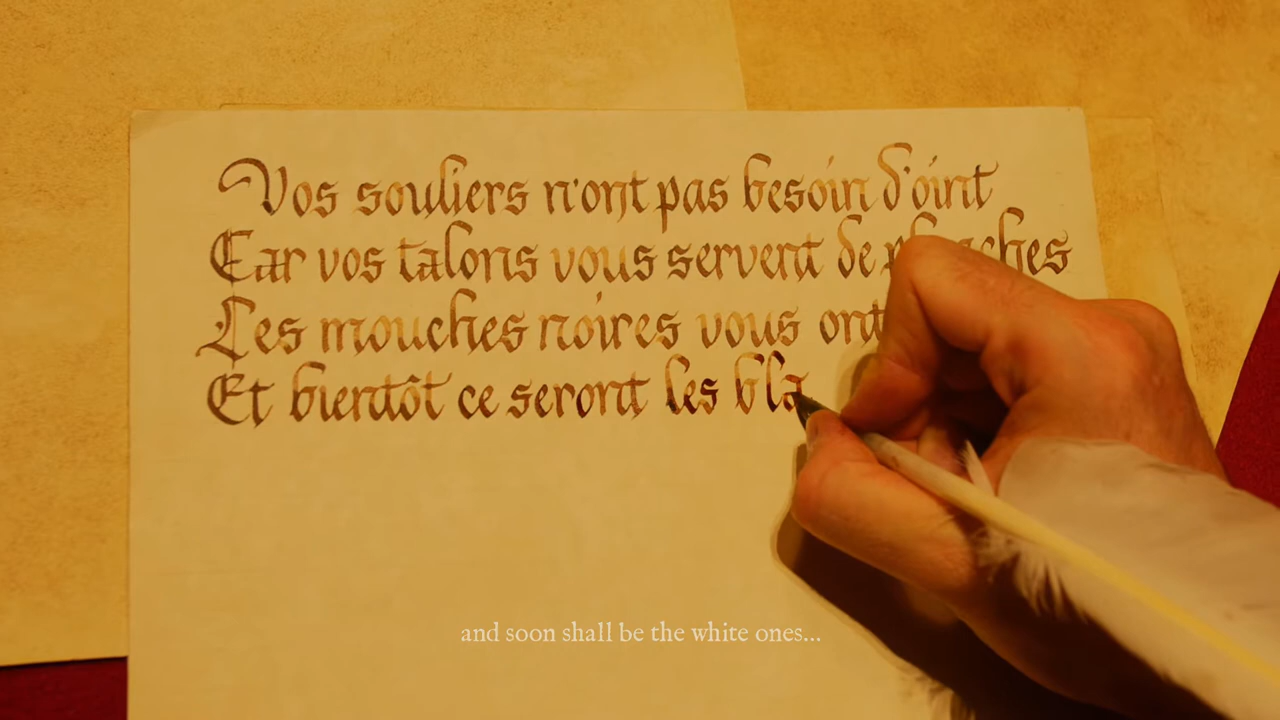 Vos souliers n'ont pas besoin d'oint
Car vos talons vous servent de
Les mouches noires vous ont
Et bientôt ce seront les bla
and soon shall be the white ones...